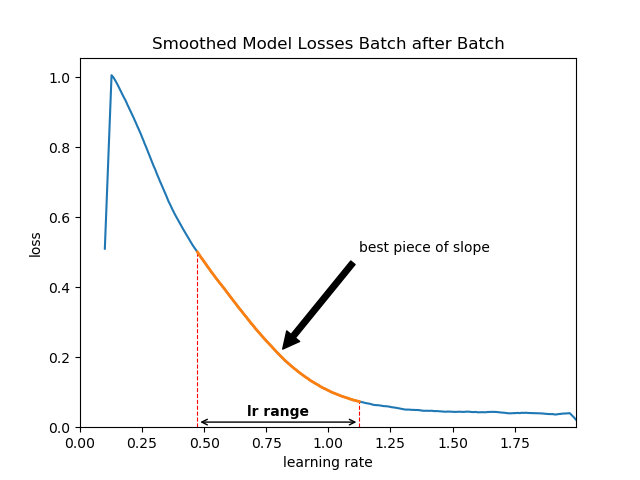 Smoothed Model Losses Batch after Batch
1.0
0.8
0.6
0.4
0.2
0.0
loss
best piece of slope
lr range
0.00 0.25 0.50 0.75 1.00 1.25 1.50 1.75
learning rate